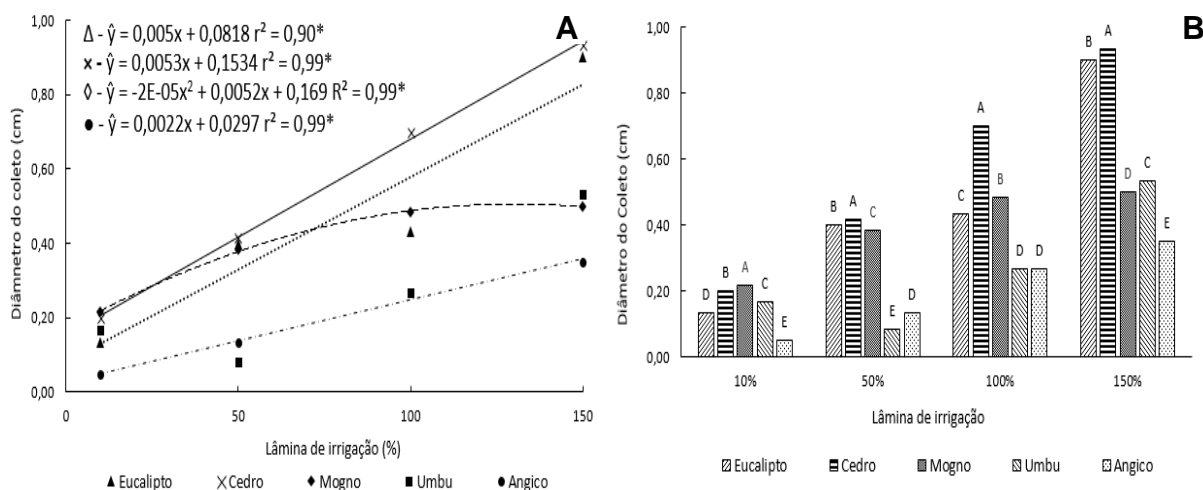 A
Δ - ŷ = 0,005x + 0,0818 r² = 0,90*
× - ŷ = 0,0053x + 0,1534 r² = 0,99*
◊ - ŷ = -2E-05x² + 0,0052x + 0,169 R² = 0,99*
● - ŷ = 0,0022x + 0,0297 r² = 0,99*
Diâmnetro do coleto (cm)
1,00
0,80
0,60
0,40
0,20
0,00
0 50 100 150
Lâmina de irrigação (%)
▲ Eucalipto × Cedro ◆ Mogno ■ Umbu ● Angico
B
Diâmetro do Coleto (cm)
1,00
0,80
0,60
0,40
0,20
0,00
D B A C E
B A C E D
C A B D D
B A D C E
10% 50% 100% 150%
Lâmina de irrigação
Eucalipto Cedro Mogno Umbu Angico